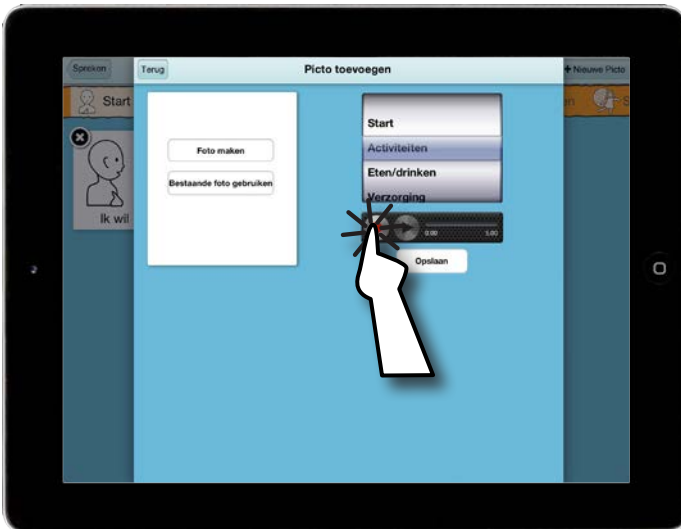 Spreken
Terug
Picto toevoegen
+ Nieuwe Picto
Start
Foto maken
Bestaande foto gebruiken
Start
Activiteiten
Eten/drinken
Verzorging
Ik wil
0.00
1.00
Opslaan